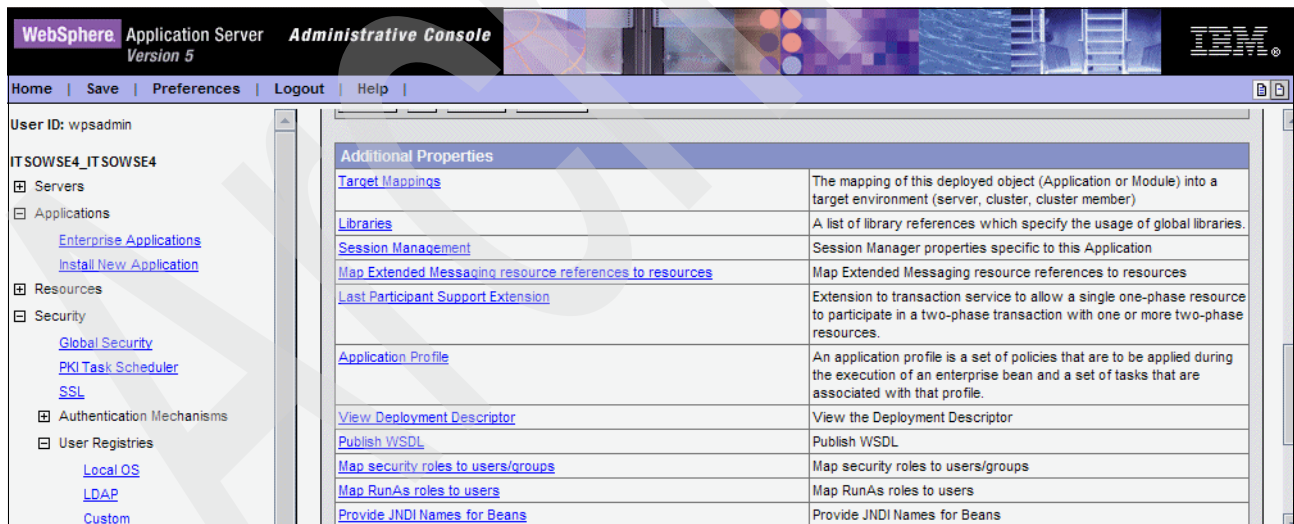 WebSphere. Application Server Administrative Console
Version 5
IBM.
Home | Save | Preferences | Logout | Help |
User ID: wpsadmin
ITSOWSE4_ITSOWSE4
Servers
Applications
Enterprise Applications
Install New Application
Resources
Security
Global Security
PKI Task Scheduler
SSL
Authentication Mechanisms
User Registries
Local OS
LDAP
Custom
Additional Properties
Target Mappings The mapping of this deployed object (Application or Module) into a
target environment (server, cluster, cluster member)
Libraries A list of library references which specify the usage of global libraries.
Session Management Session Manager properties specific to this Application
Map Extended Messaging resource references to resources Map Extended Messaging resource references to resources
Last Participant Support Extension Extension to transaction service to allow a single one-phase resource
to participate in a two-phase transaction with one or more two-phase
resources.
Application Profile An application profile is a set of policies that are to be applied during
the execution of an enterprise bean and a set of tasks that are
associated with that profile.
View Deployment Descriptor View the Deployment Descriptor
Publish WSDL Publish WSDL
Map security roles to users/groups Map security roles to users/groups
Map RunAs roles to users Map RunAs roles to users
Provide JNDI Names for Beans Provide JNDI Names for Beans